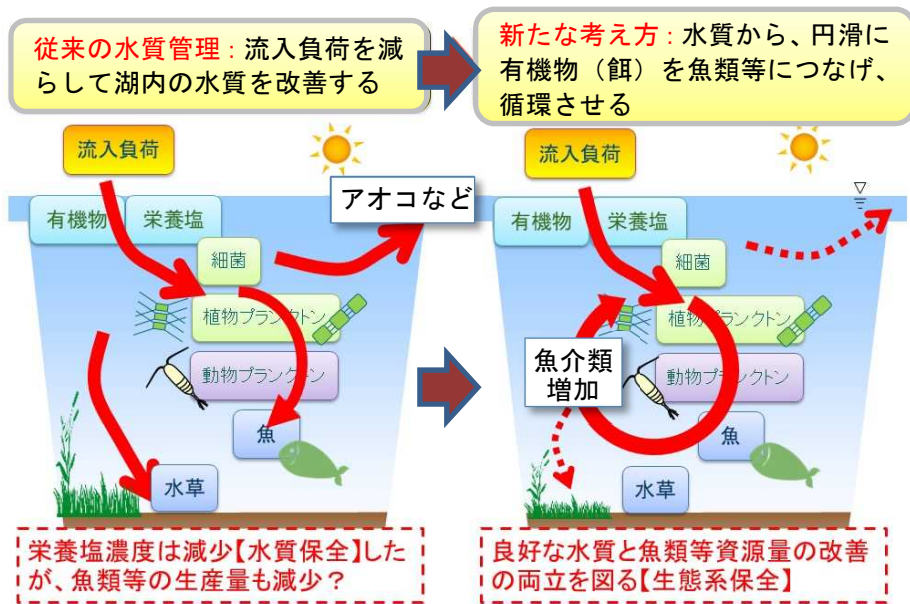 従来の水質管理：流入負荷を減
らして湖内の水質を改善する
新たな考え方：水質から、円滑に
有機物（餌）を魚類等につなげ、
循環させる
流入負荷
アオコなど
有機物
栄養塩
細菌
植物プランクトン
動物プランクトン
魚
水草
流入負荷
有機物
栄養塩
細菌
植物プランクトン
魚介類
増加
動物プランクトン
魚
水草
栄養塩濃度は減少【水質保全】した
が、魚類等の生産量も減少？
良好な水質と魚類等資源量の改善
の両立を図る【生態系保全】